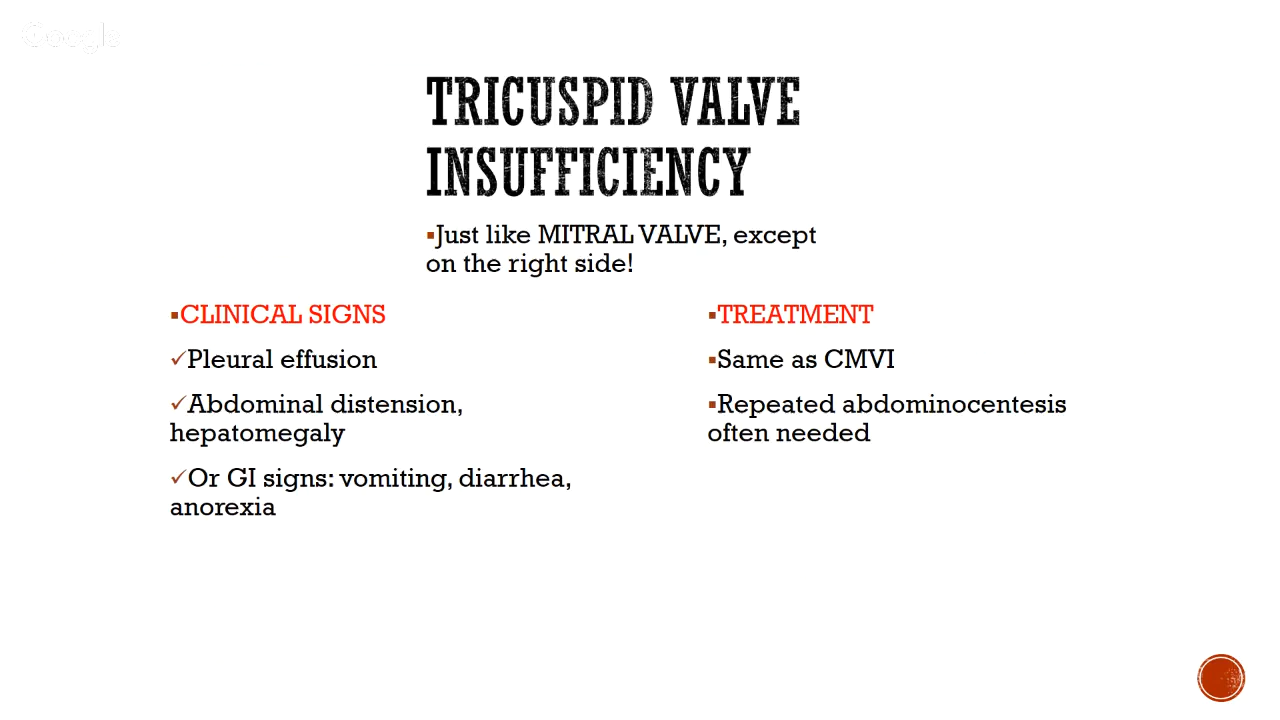 Google
TRICUSPID VALVE
INSUFFICIENCY
▪Just like MITRAL VALVE, except
on the right side!
▪CLINICAL SIGNS
✓Pleural effusion
✓Abdominal distension,
hepatomegaly
✓Or GI signs: vomiting, diarrhea,
anorexia
▪TREATMENT
▪Same as CMVI
▪Repeated abdominocentesis
often needed